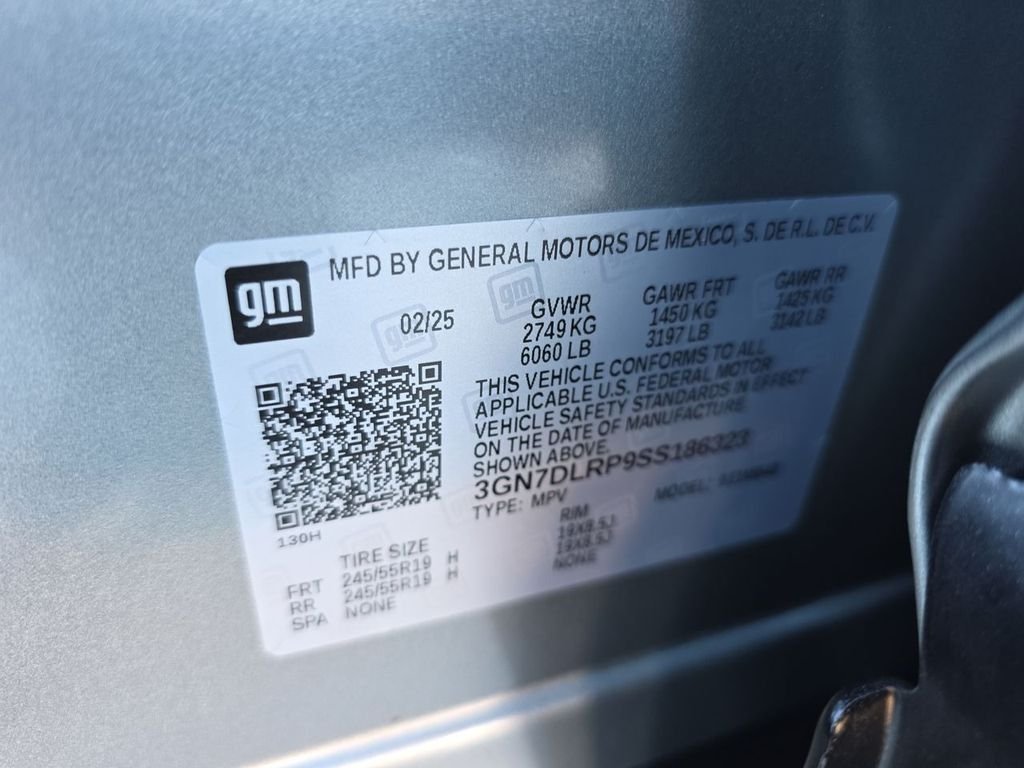 gm
MFD BY GENERAL MOTORS DE MEXICO, S. DE R.L. DE C.V.
02/25 GVWR GAWR FRT GAWR RR
2749 KG 1450 KG 1425 KG
6060 LB 3197 LB 3142 LB
THIS VEHICLE CONFORMS TO ALL
APPLICABLE U.S. FEDERAL MOTOR
VEHICLE SAFETY STANDARDS IN EFFECT
ON THE DATE OF MANUFACTURE
SHOWN ABOVE.
3GN7DLRP9SS186323
TYPE: MPV MODEL:
130H
TIRE SIZE RIM
FRT 245/55R19 H 19X8.5J
RR 245/55R19 H 19X8.5J
SPA NONE NONE